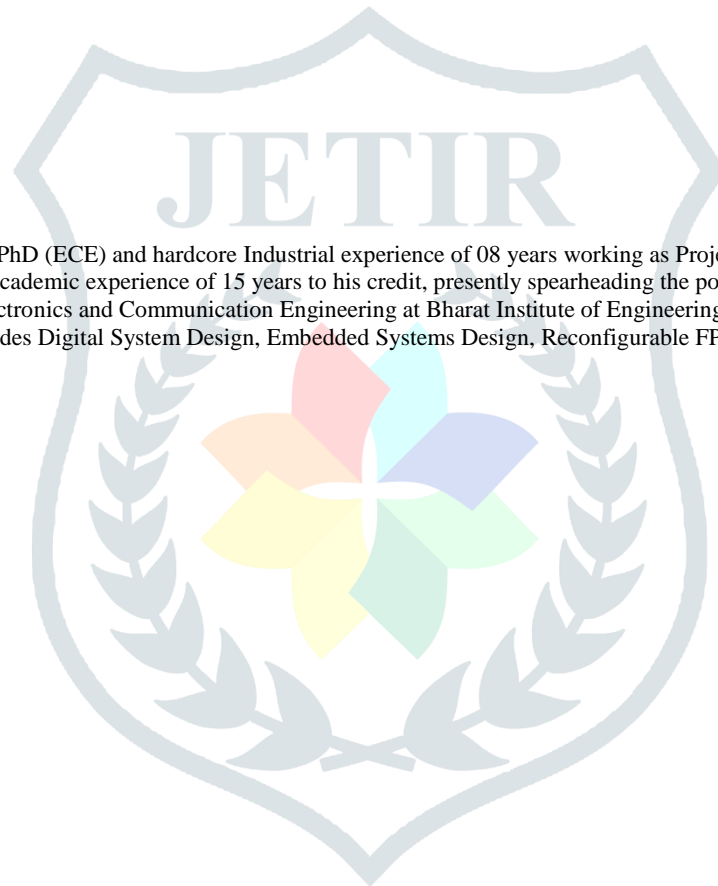 JETIR
PhD (ECE) and hardcore Industrial experience of 08 years working as Proje
cademic experience of 15 years to his credit, presently spearheading the po
ctronics and Communication Engineering at Bharat Institute of Engineering
des Digital System Design, Embedded Systems Design, Reconfigurable FP